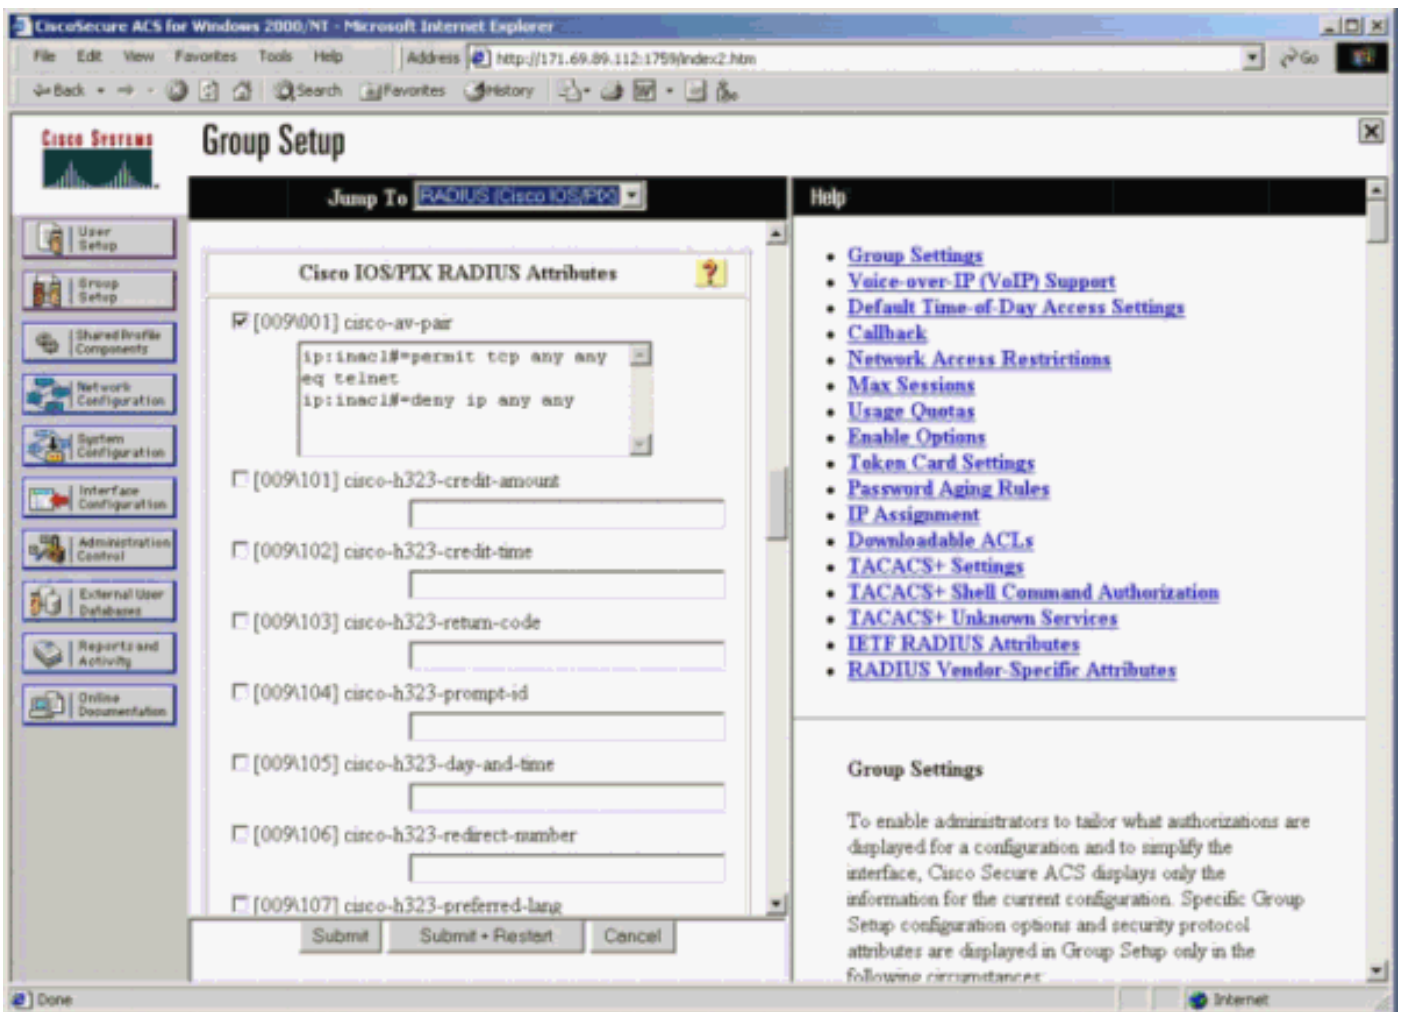 CiscoSecure ACS for Windows 2000/NT - Microsoft Internet Explorer
File Edit View Favorites Tools Help Address http://171.69.89.112:1759/index2.htm Go
Back Search Favorites History
Cisco Systems
Group Setup
Jump To RADIUS (Cisco IOS/PIX)
User
Setup
Group
Setup
Shared Profile
Components
Network
Configuration
System
Configuration
Interface
Configuration
Administration
Control
External User
Databases
Reports and
Activity
Online
Documentation
Cisco IOS/PIX RADIUS Attributes ?
[009\001] cisco-av-pair
ip:inacl#=permit tcp any any
eq telnet
ip:inacl#=deny ip any any
[009\101] cisco-h323-credit-amount
[009\102] cisco-h323-credit-time
[009\103] cisco-h323-return-code
[009\104] cisco-h323-prompt-id
[009\105] cisco-h323-day-and-time
[009\106] cisco-h323-redirect-number
[009\107] cisco-h323-preferred-lang
Submit Submit + Restart Cancel
Help
Group Settings
Voice-over-IP (VoIP) Support
Default Time-of-Day Access Settings
Callback
Network Access Restrictions
Max Sessions
Usage Quotas
Enable Options
Token Card Settings
Password Aging Rules
IP Assignment
Downloadable ACLs
TACACS+ Settings
TACACS+ Shell Command Authorization
TACACS+ Unknown Services
IETF RADIUS Attributes
RADIUS Vendor-Specific Attributes
Group Settings
To enable administrators to tailor what authorizations are
displayed for a configuration and to simplify the
interface, Cisco Secure ACS displays only the
information for the current configuration. Specific Group
Setup configuration options and security protocol
attributes are displayed in Group Setup only in the
following circumstances:
Done Internet